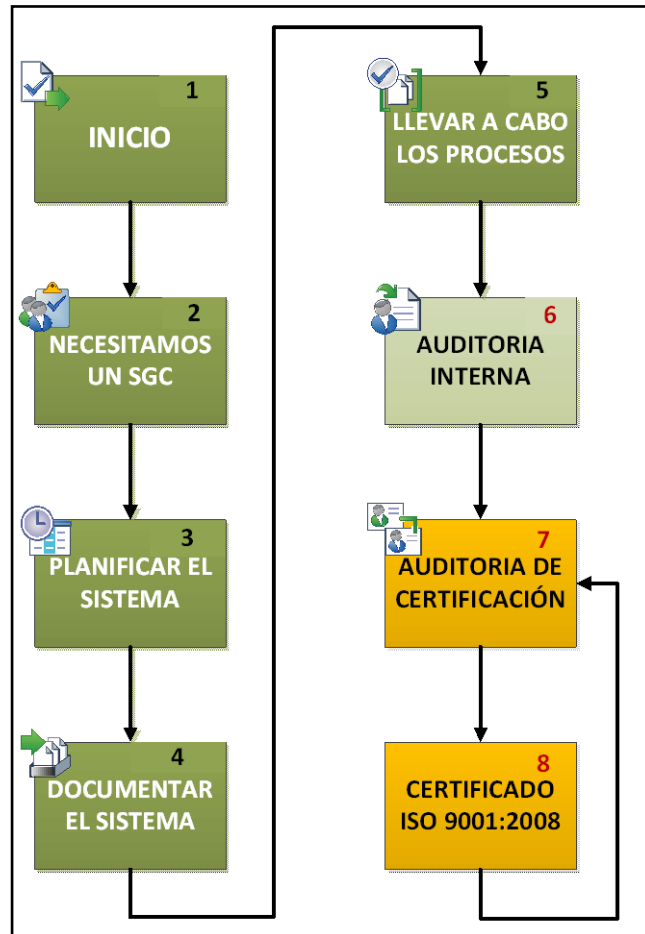 1
INICIO
2
NECESITAMOS
UN SGC
3
PLANIFICAR EL
SISTEMA
4
DOCUMENTAR
EL SISTEMA
5
LLEVAR A CABO
LOS PROCESOS
6
AUDITORIA
INTERNA
7
AUDITORIA DE
CERTIFICACIÓN
8
CERTIFICADO
ISO 9001:2008